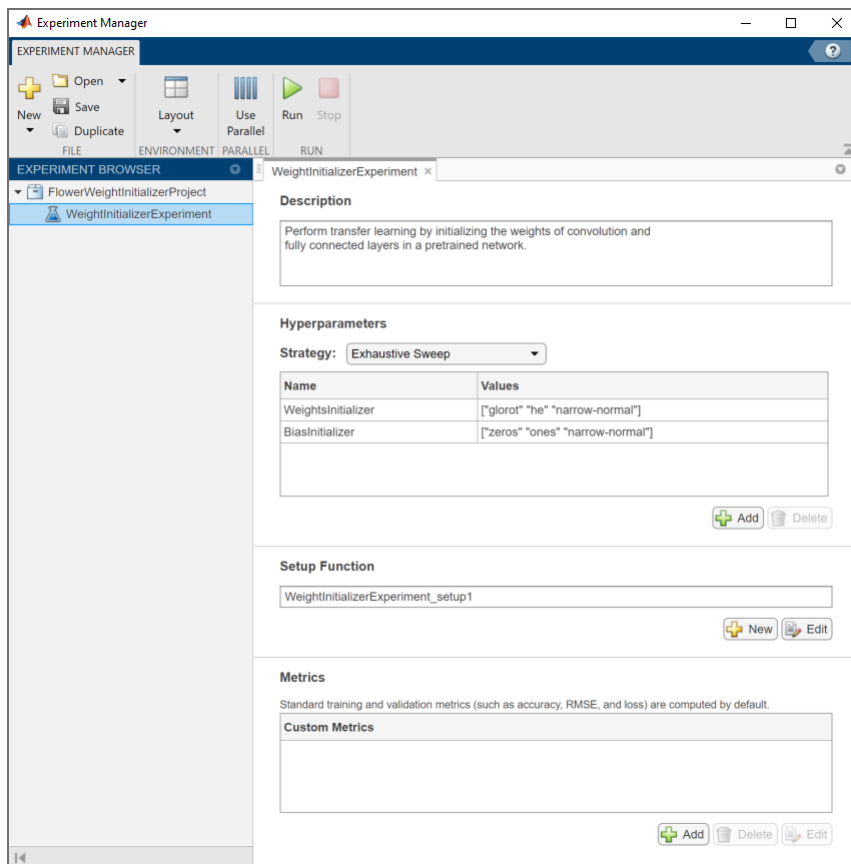 Experiment Manager
EXPERIMENT MANAGER
?
New
Open
Save
Duplicate
Layout
Use
Parallel
Run
Stop
FILE
ENVIRONMENT
PARALLEL
RUN
EXPERIMENT BROWSER
FlowerWeightInitializerProject
WeightInitializerExperiment
WeightInitializerExperiment
Description
Perform transfer learning by initializing the weights of convolution and
fully connected layers in a pretrained network.
Hyperparameters
Strategy: Exhaustive Sweep
Name Values
WeightsInitializer ["glorot" "he" "narrow-normal"]
BiasInitializer ["zeros" "ones" "narrow-normal"]
Add Delete
Setup Function
WeightInitializerExperiment_setup1
New Edit
Metrics
Standard training and validation metrics (such as accuracy, RMSE, and loss) are computed by default.
Custom Metrics
Add Delete Edit